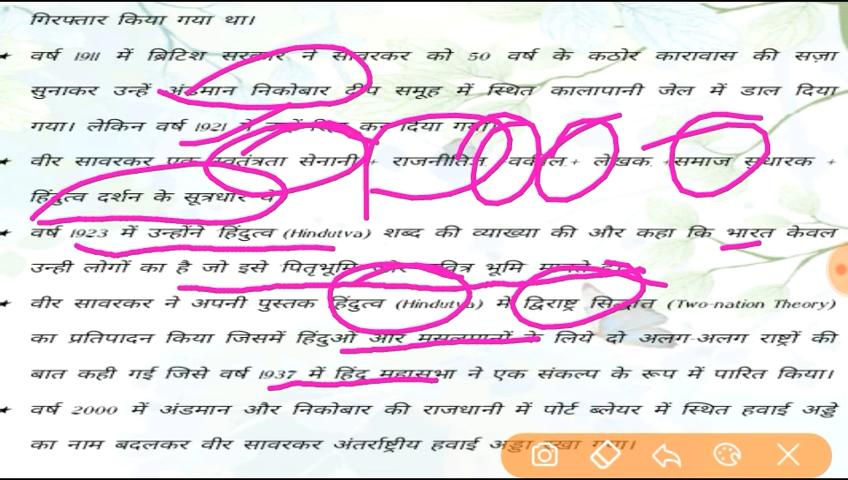 गिरफ्तार किया गया था।
★ वर्ष 1911 में ब्रिटिश सरकार ने सावरकर को 50 वर्ष के कठोर कारावास की सज़ा
सुनाकर उन्हें अंडमान निकोबार द्वीप समूह में स्थित कालापानी जेल में डाल दिया
गया। लेकिन वर्ष 1921 में कर दिया गया।
★ वीर सावरकर एक स्वतंत्रता सेनानी + राजनीतिज्ञ + वकील + लेखक + समाज सुधारक +
हिंदुत्व दर्शन के सूत्रधार थे
★ वर्ष 1923 में उन्होंने हिंदुत्व (Hindutva) शब्द की व्याख्या की और कहा कि भारत केवल
उन्ही लोगों का है जो इसे पितृभूमि और पवित्र भूमि मानते
★ वीर सावरकर ने अपनी पुस्तक हिंदुत्व (Hindutva) में द्विराष्ट्र सिद्धांत (Two-nation Theory)
का प्रतिपादन किया जिसमें हिंदुओं और मुसलमानों के लिये दो अलग-अलग राष्ट्रों की
बात कही गई जिसे वर्ष 1937 में हिंदू महासभा ने एक संकल्प के रूप में पारित किया।
★ वर्ष 2000 में अंडमान और निकोबार की राजधानी में पोर्ट ब्लेयर में स्थित हवाई अड्डे
का नाम बदलकर वीर सावरकर अंतर्राष्ट्रीय हवाई अड्डा रखा गया।